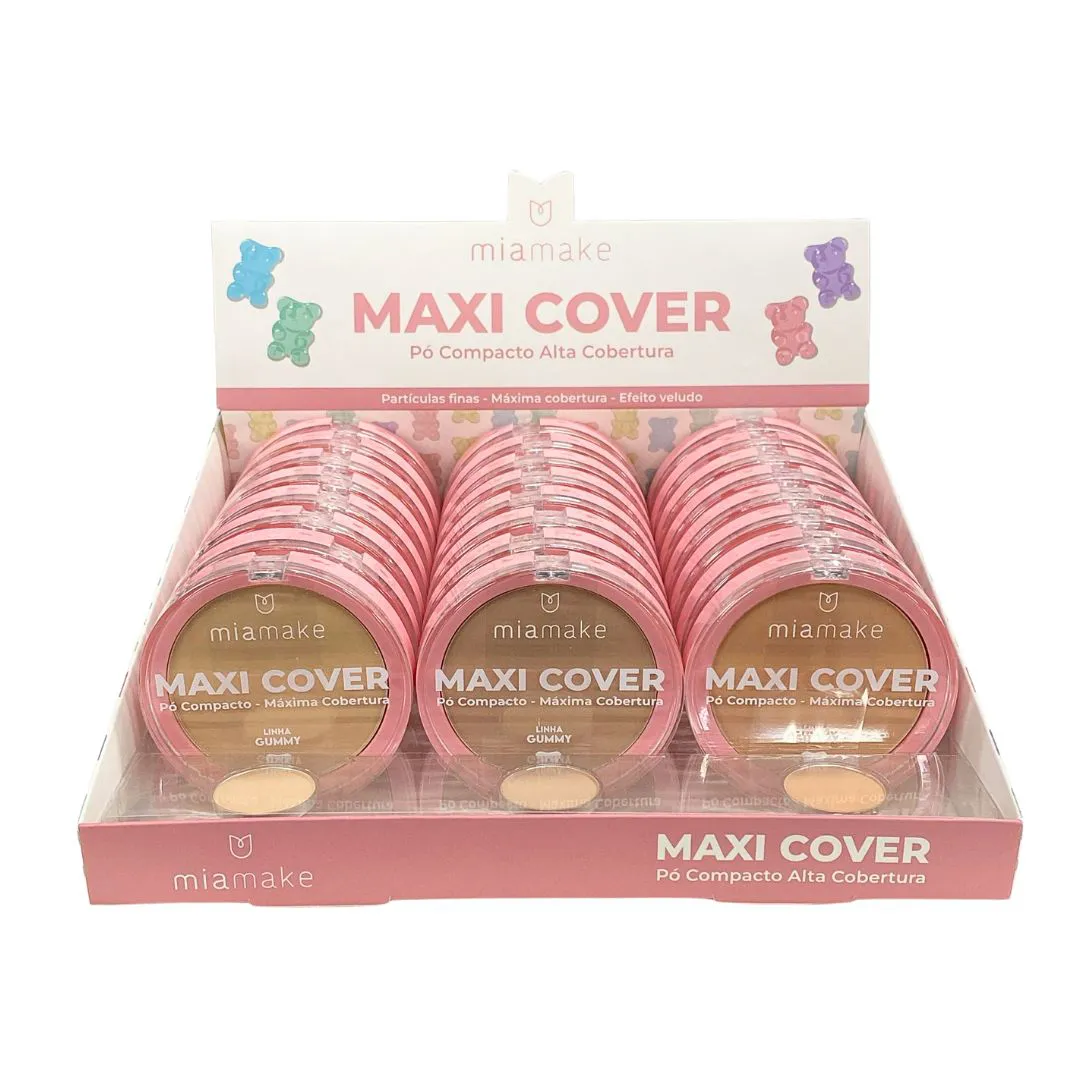 miamake
MAXI COVER
Pó Compacto Alta Cobertura
Partículas finas - Máxima cobertura - Efeito veludo
miamake
MAXI COVER
Pó Compacto - Máxima Cobertura
LINHA
GUMMY
miamake
MAXI COVER
Pó Compacto - Máxima Cobertura
LINHA
GUMMY
miamake
MAXI COVER
Pó Compacto - Máxima Cobertura
miamake
MAXI COVER
Pó Compacto Alta Cobertura